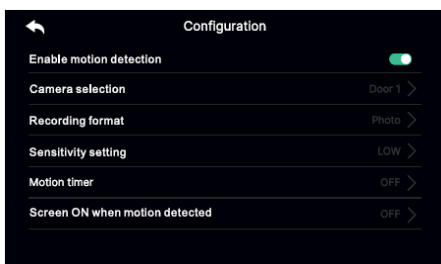 Configuration
Enable motion detection
Camera selection Door 1
Recording format Photo
Sensitivity setting LOW
Motion timer OFF
Screen ON when motion detected OFF